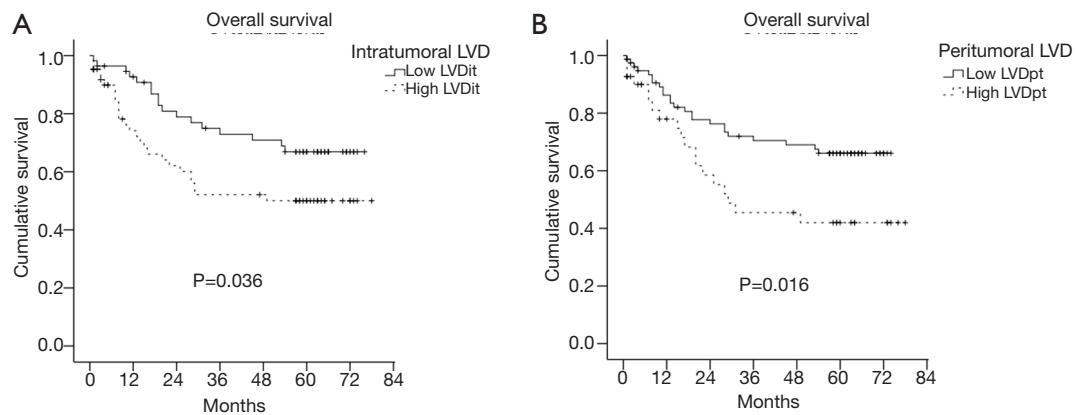 A
Overall survival
Intratumoral LVD
Low LVDit
High LVDit
1.0
0.8
0.6
0.4
0.2
0.0
Cumulative survival
P=0.036
0 12 24 36 48 60 72 84
Months
B
Overall survival
Peritumoral LVD
Low LVDpt
High LVDpt
1.0
0.8
0.6
0.4
0.2
0.0
Cumulative survival
P=0.016
0 12 24 36 48 60 72 84
Months